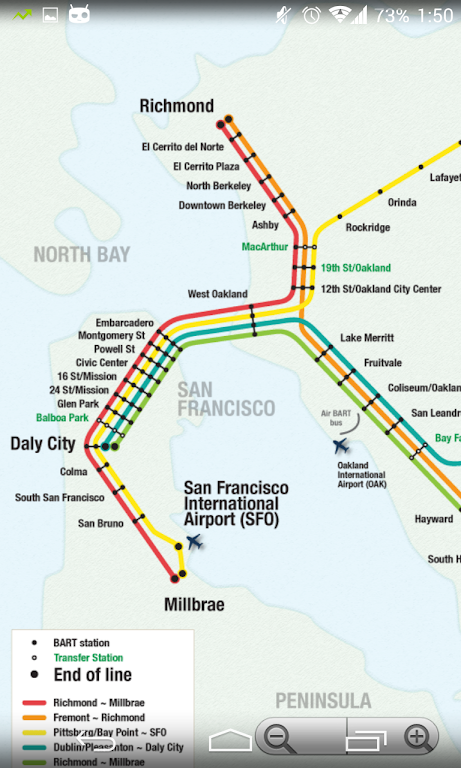 73% 1:50
Richmond
El Cerrito del Norte
El Cerrito Plaza
North Berkeley
Downtown Berkeley
Ashby
MacArthur
19th St/Oakland
12th St/Oakland City Center
Lafayet
Orinda
Rockridge
NORTH BAY
West Oakland
Embarcadero
Montgomery St
Powell St
Civic Center
16 St/Mission
24 St/Mission
Glen Park
Balboa Park
Daly City
SAN
FRANCISCO
Lake Merritt
Fruitvale
Coliseum/Oaklan
San Leandr
Bay Fa
Air BART
bus
Oakland
International
Airport (OAK)
Hayward
South H
Colma
South San Francisco
San Bruno
San Francisco
International
Airport (SFO)
Millbrae
BART station
Transfer Station
End of line
Richmond ~ Millbrae
Fremont ~ Richmond
Pittsburg/Bay Point ~ SFO
Dublin/Pleasanton ~ Daly City
Richmond ~ Millbrae
PENINSULA